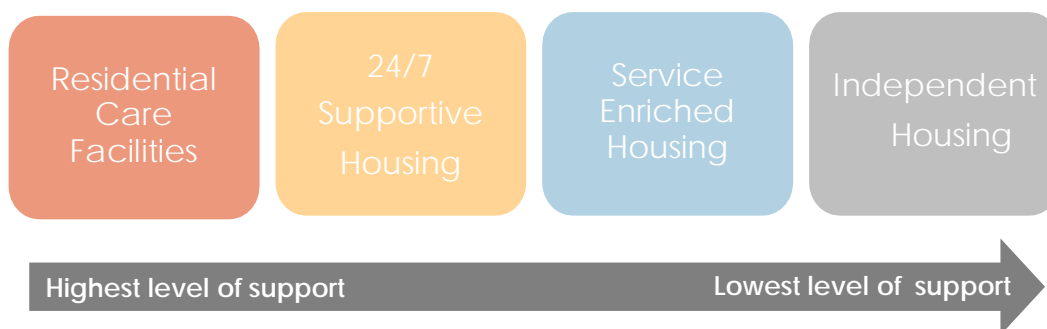 Residential
Care
Facilities
24/7
Supportive
Housing
Service
Enriched
Housing
Independent
Housing
Highest level of support
Lowest level of support